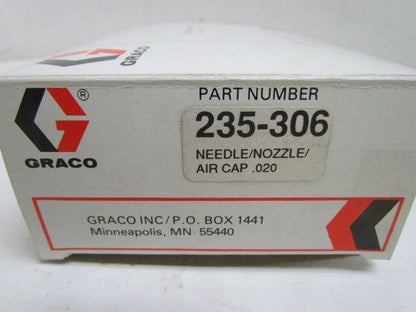 GRACO
®
PART NUMBER
GRACO
235-306
NEEDLE/NOZZLE/
AIR CAP .020
GRACO INC/P.O. BOX 1441
Minneapolis, MN 55440